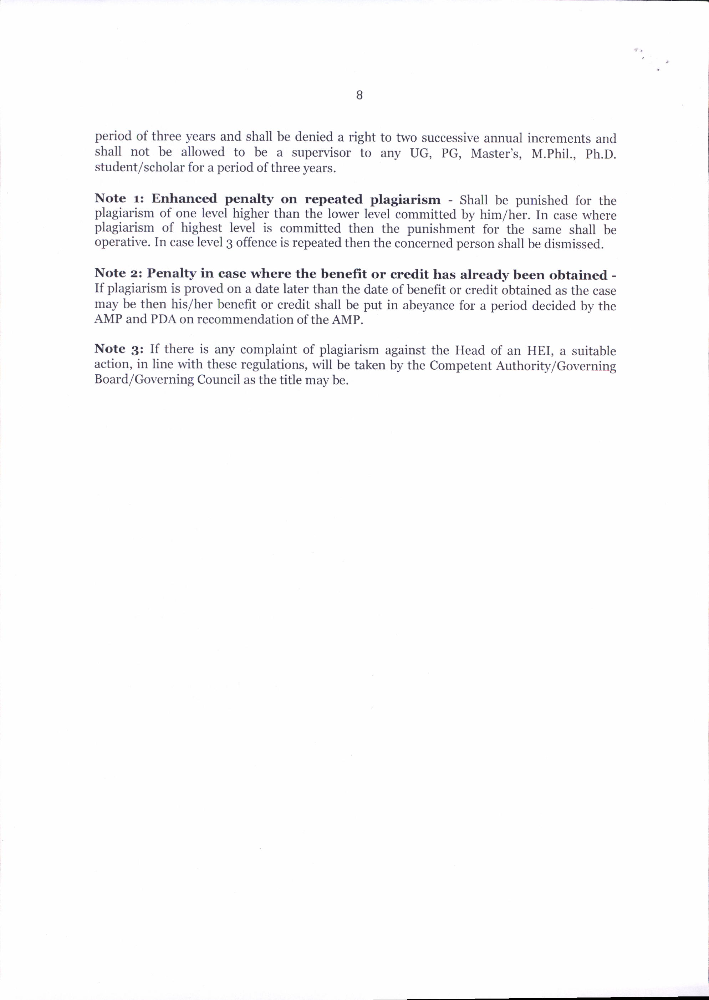 8
period of three years and shall be denied a right to two successive annual increments and
shall not be allowed to be a supervisor to any UG, PG, Master's, M.Phil., Ph.D.
student/scholar for a period of three years.
Note 1: Enhanced penalty on repeated plagiarism - Shall be punished for the
plagiarism of one level higher than the lower level committed by him/her. In case where
plagiarism of highest level is committed then the punishment for the same shall be
operative. In case level 3 offence is repeated then the concerned person shall be dismissed.
Note 2: Penalty in case where the benefit or credit has already been obtained -
If plagiarism is proved on a date later than the date of benefit or credit obtained as the case
may be then his/her benefit or credit shall be put in abeyance for a period decided by the
AMP and PDA on recommendation of the AMP.
Note 3: If there is any complaint of plagiarism against the Head of an HEI, a suitable
action, in line with these regulations, will be taken by the Competent Authority/Governing
Board/Governing Council as the title may be.